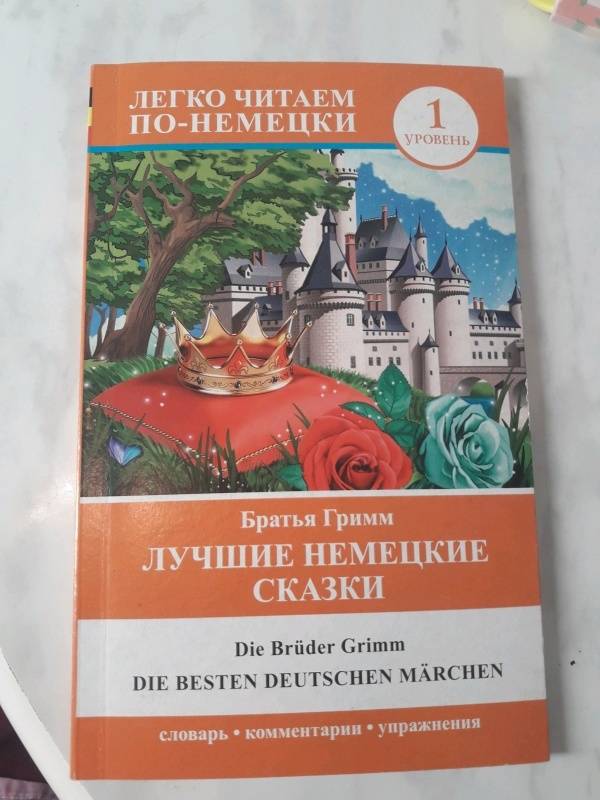 ЛЕГКО ЧИТАЕМ
ПО-НЕМЕЦКИ
1
УРОВЕНЬ
Братья Гримм
ЛУЧШИЕ НЕМЕЦКИЕ
СКАЗКИ
Die Brüder Grimm
DIE BESTEN DEUTSCHEN MÄRCHEN
словарь • комментарии • упражнения